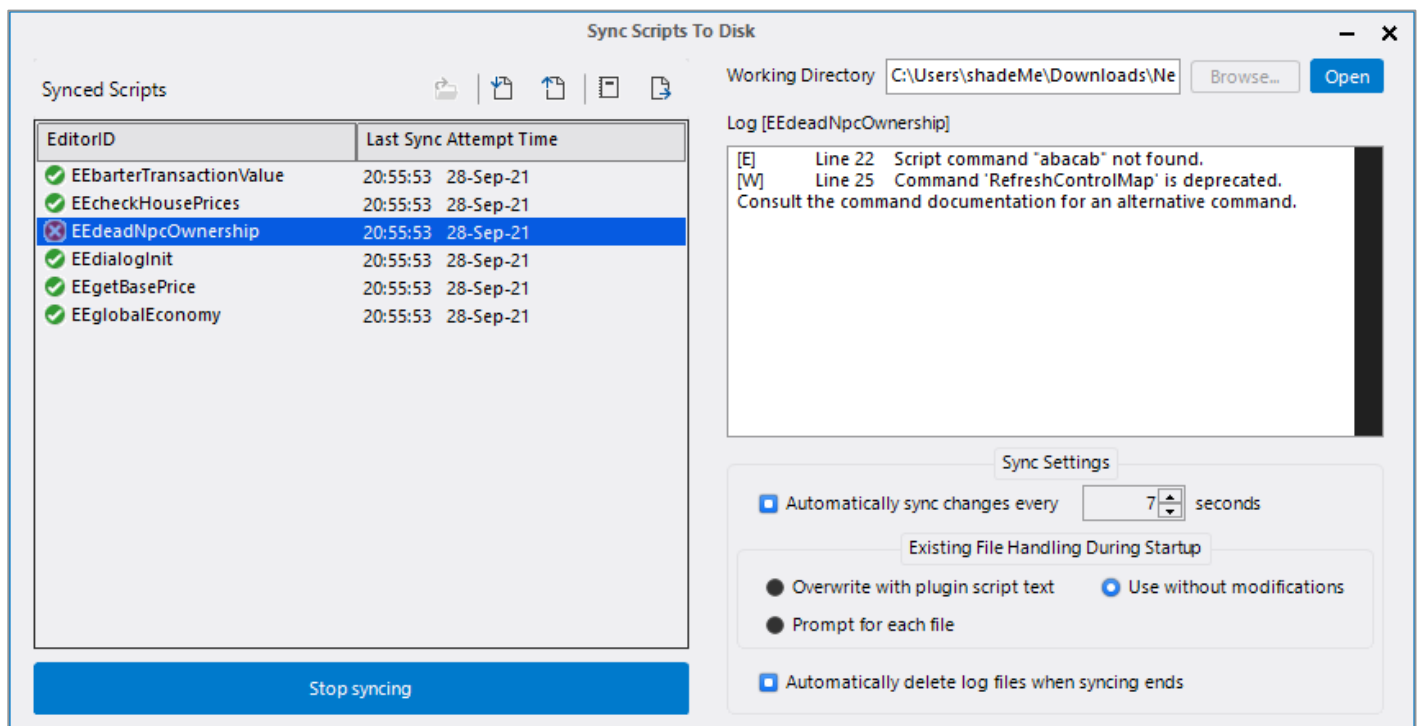 Sync Scripts To Disk
Synced Scripts
EditorID Last Sync Attempt Time
EEbarterTransactionValue 20:55:53 28-Sep-21
EEcheckHousePrices 20:55:53 28-Sep-21
EEdeadNpcOwnership 20:55:53 28-Sep-21
EEdialogInit 20:55:53 28-Sep-21
EEgetBasePrice 20:55:53 28-Sep-21
EEglobalEconomy 20:55:53 28-Sep-21
Stop syncing
Working Directory C:\Users\shadeMe\Downloads\Ne Browse... Open
Log [EEdeadNpcOwnership]
[E] Line 22 Script command "abacab" not found.
[W] Line 25 Command 'RefreshControlMap' is deprecated.
Consult the command documentation for an alternative command.
Sync Settings
Automatically sync changes every 7 seconds
Existing File Handling During Startup
Overwrite with plugin script text Use without modifications
Prompt for each file
Automatically delete log files when syncing ends